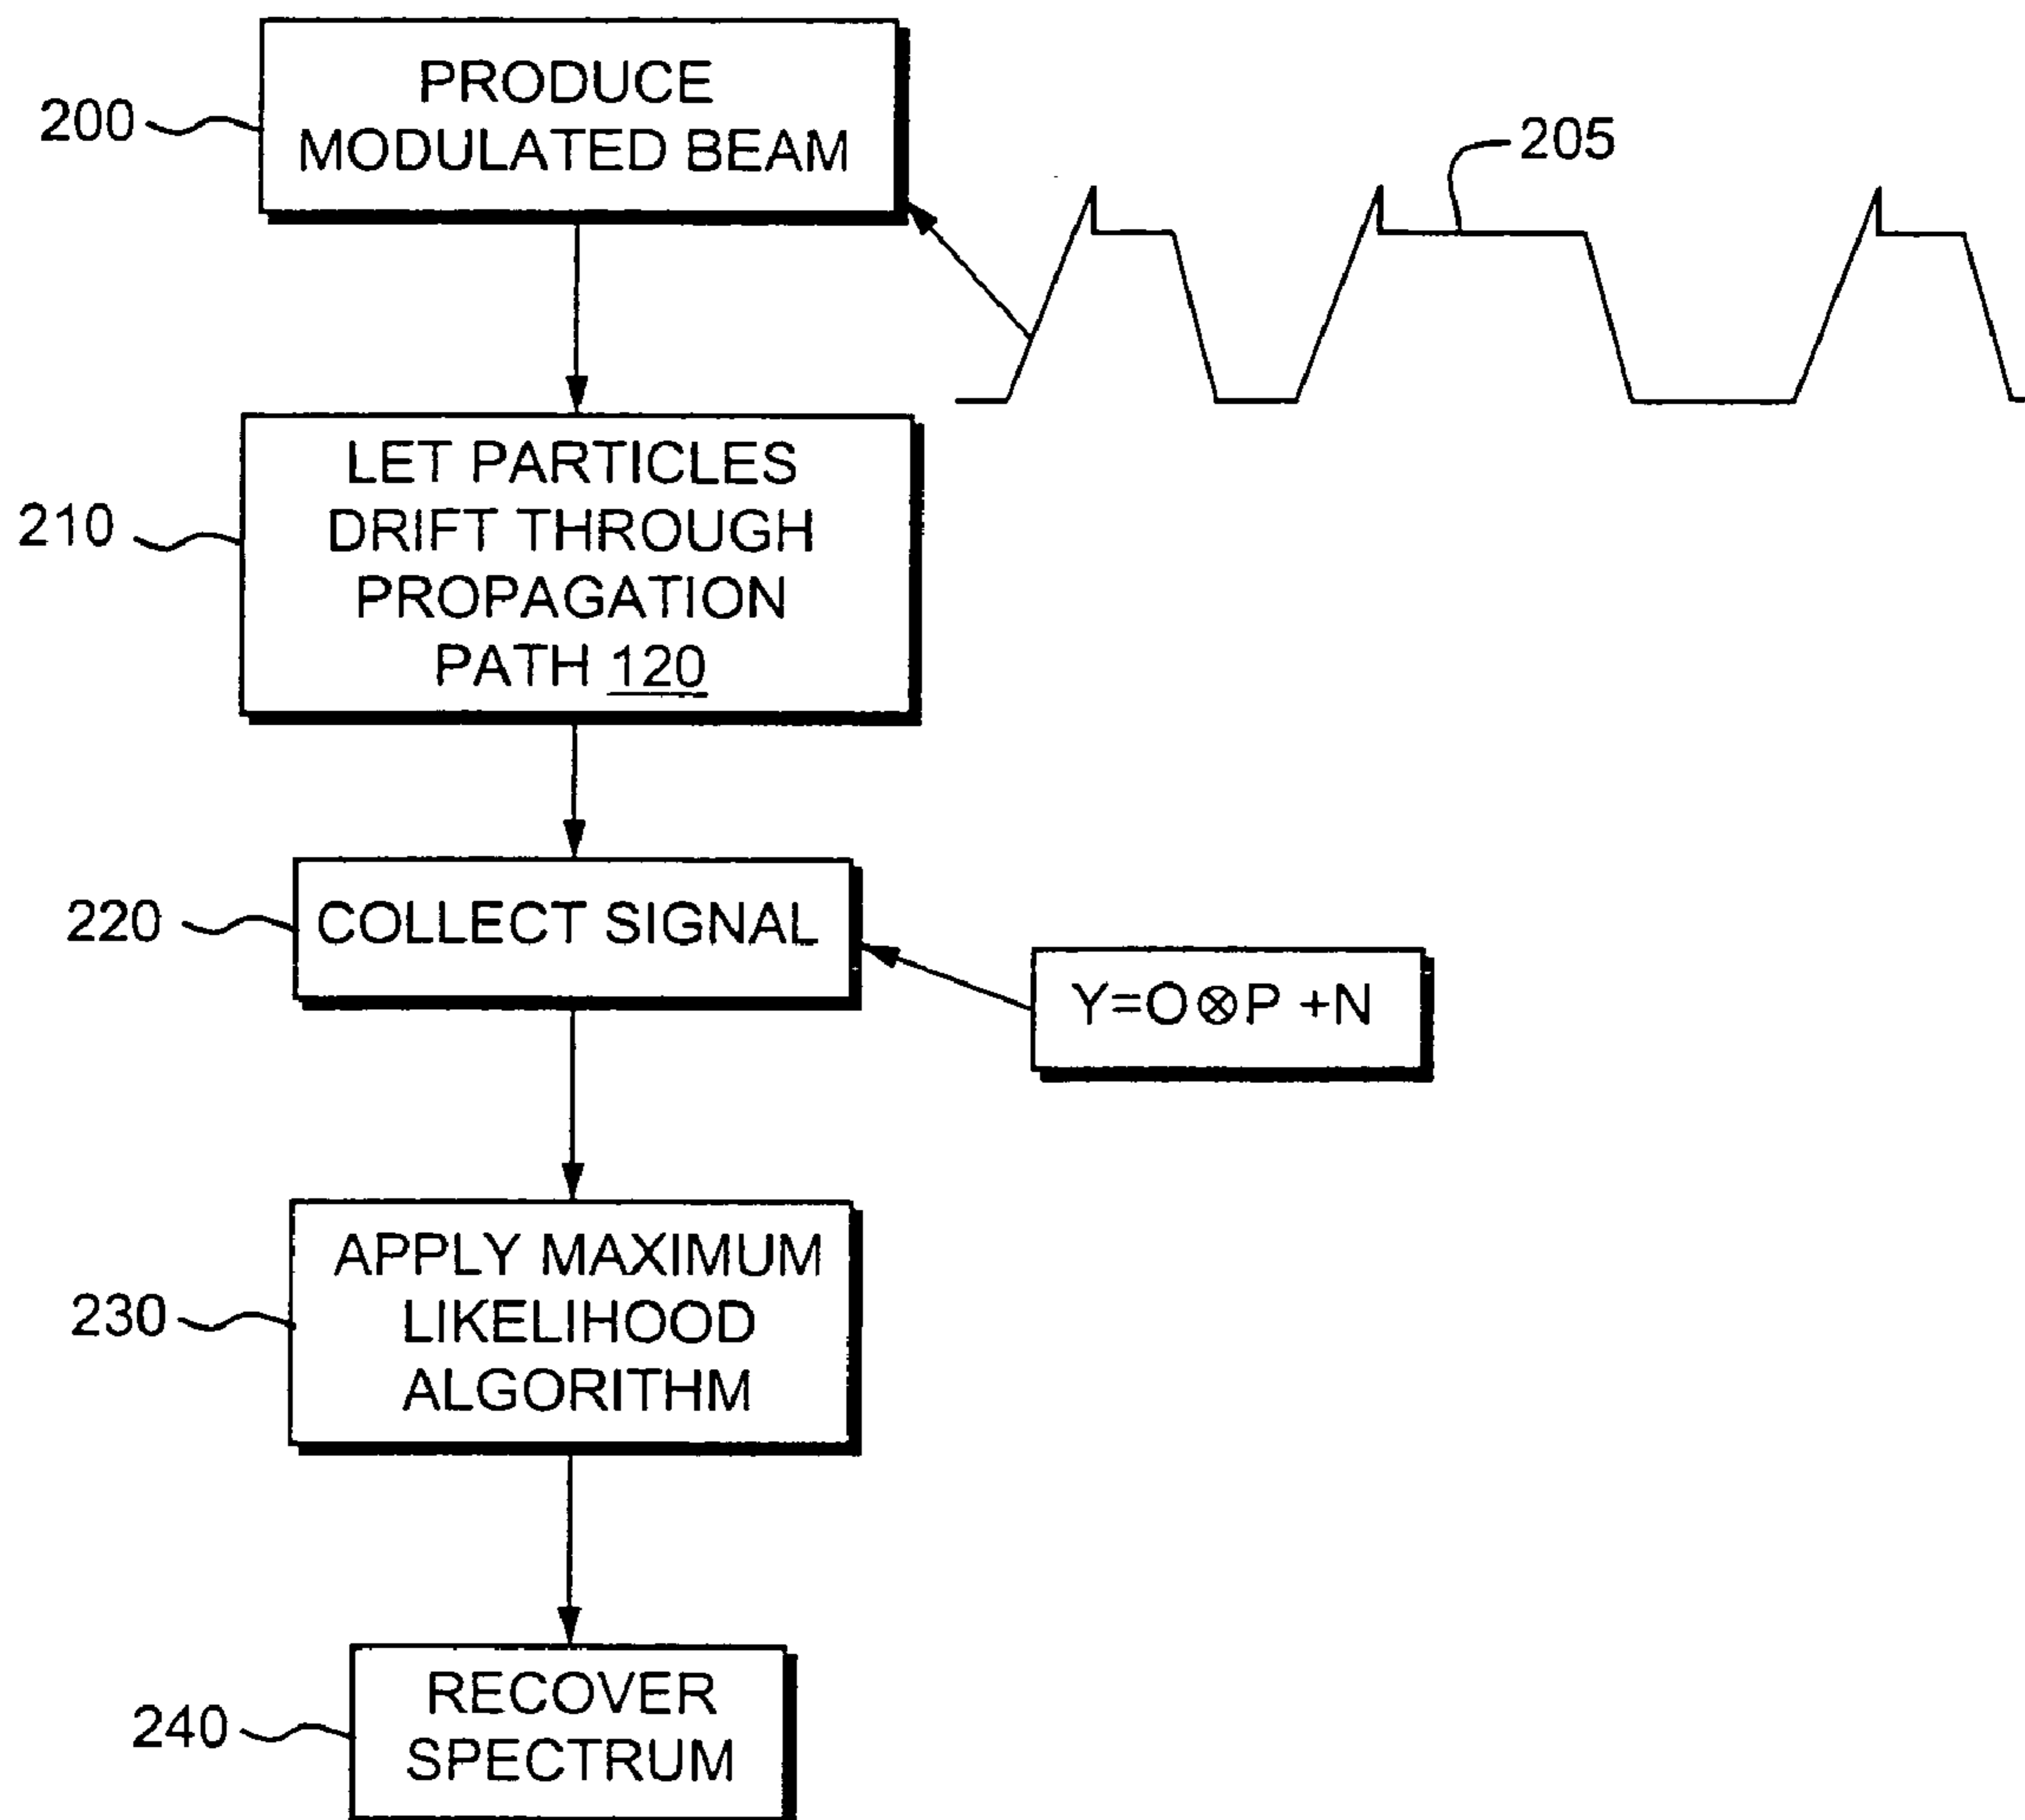 200
PRODUCE
MODULATED BEAM
205
210
LET PARTICLES
DRIFT THROUGH
PROPAGATION
PATH 120
220
COLLECT SIGNAL
Y=O⊗P +N
230
APPLY MAXIMUM
LIKELIHOOD
ALGORITHM
240
RECOVER
SPECTRUM